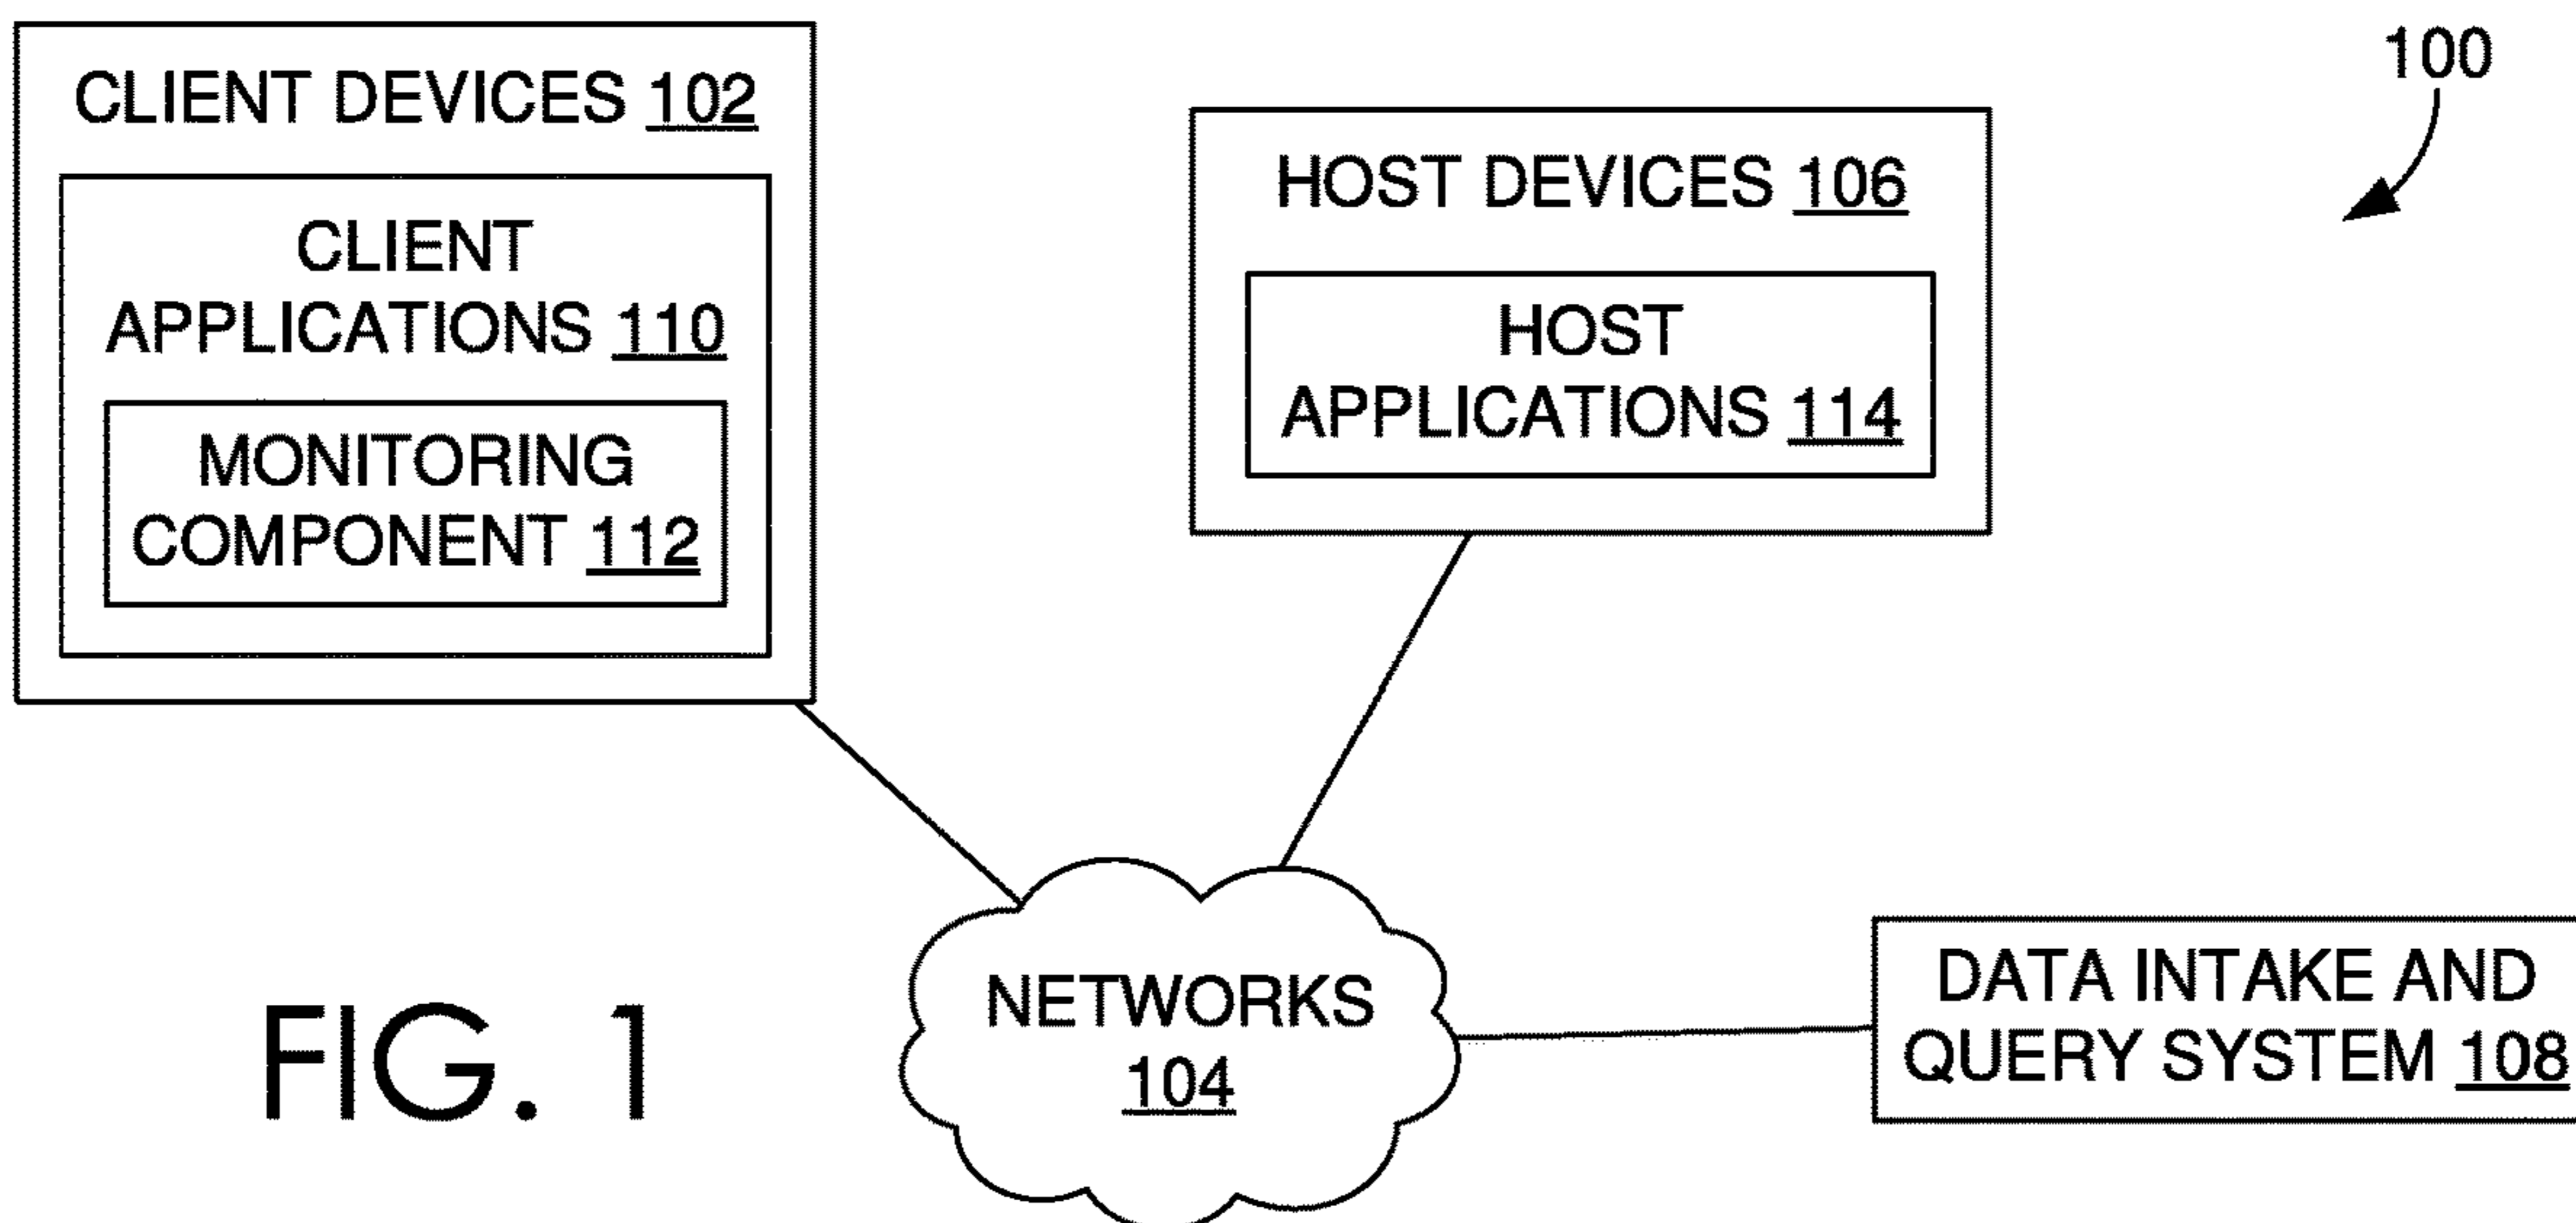 CLIENT DEVICES 102
CLIENT
APPLICATIONS 110
MONITORING
COMPONENT 112
HOST DEVICES 106
HOST
APPLICATIONS 114
100
NETWORKS
104
DATA INTAKE AND
QUERY SYSTEM 108
FIG. 1